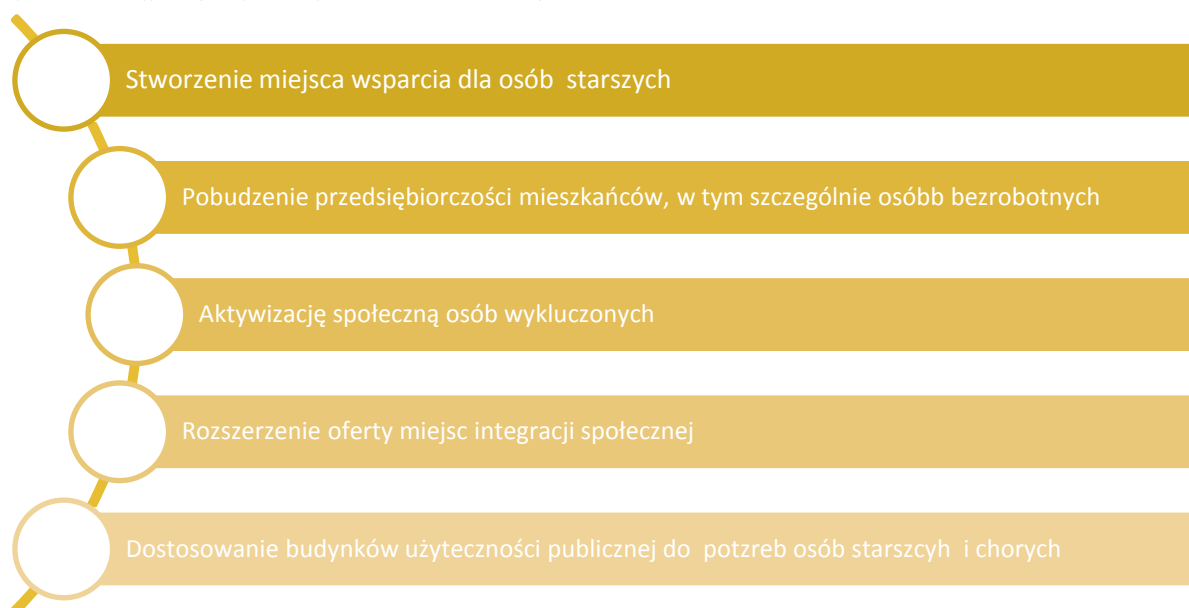 Stworzenie miejsca wsparcia dla osób  starszych
Pobudzenie przedsiębiorczości mieszkańców, w tym szczególnie osóbb bezrobotnych
Aktywizację społeczną osób wykluczonych
Rozszerzenie oferty miejsc integracji społecznej
Dostosowanie budynków użyteczności publicznej do  potzreb osób starszcyh  i chorych